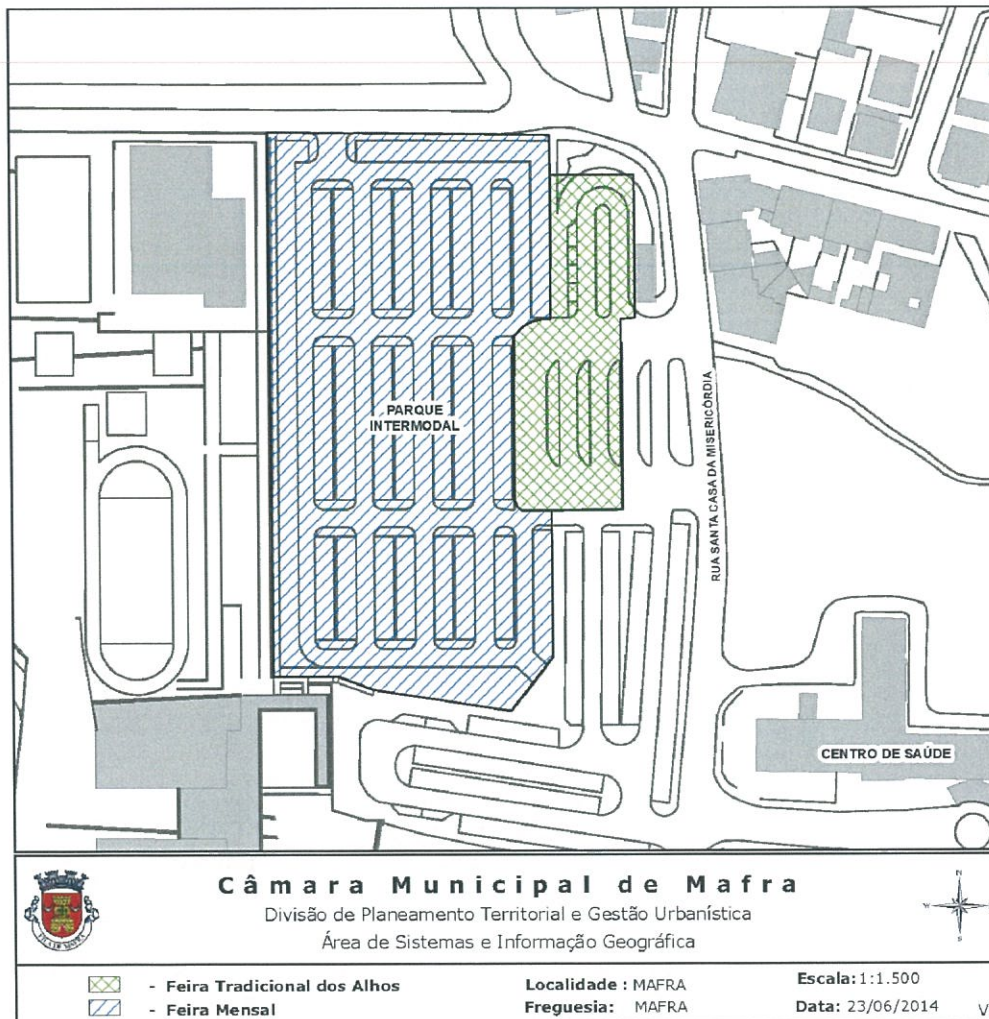 PARQUE
INTERMODAL
RUA SANTA CASA DA MISERICÓRDIA
CENTRO DE SAÚDE
Câmara Municipal de Mafra
Divisão de Planeamento Territorial e Gestão Urbanística
Área de Sistemas e Informação Geográfica
N
- Feira Tradicional dos Alhos
- Feira Mensal
Localidade : MAFRA
Freguesia: MAFRA
Escala:1:1.500
Data: 23/06/2014
V